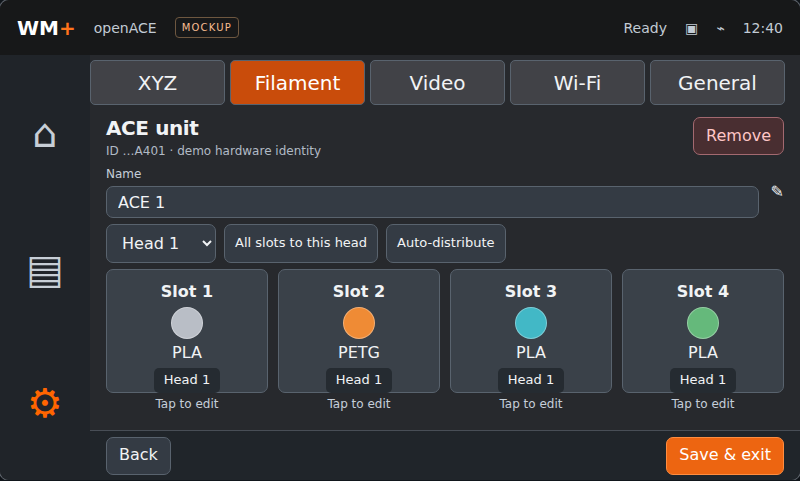 WM+ openACE MOCKUP Ready 12:40
XYZ Filament Video Wi-Fi General
ACE unit
Remove
ID ...A401 · demo hardware identity
Name
ACE 1
Head 1 All slots to this head Auto-distribute
Slot 1 Slot 2 Slot 3 Slot 4
PLA PETG PLA PLA
Head 1 Head 1 Head 1 Head 1
Tap to edit Tap to edit Tap to edit Tap to edit
Back Save & exit